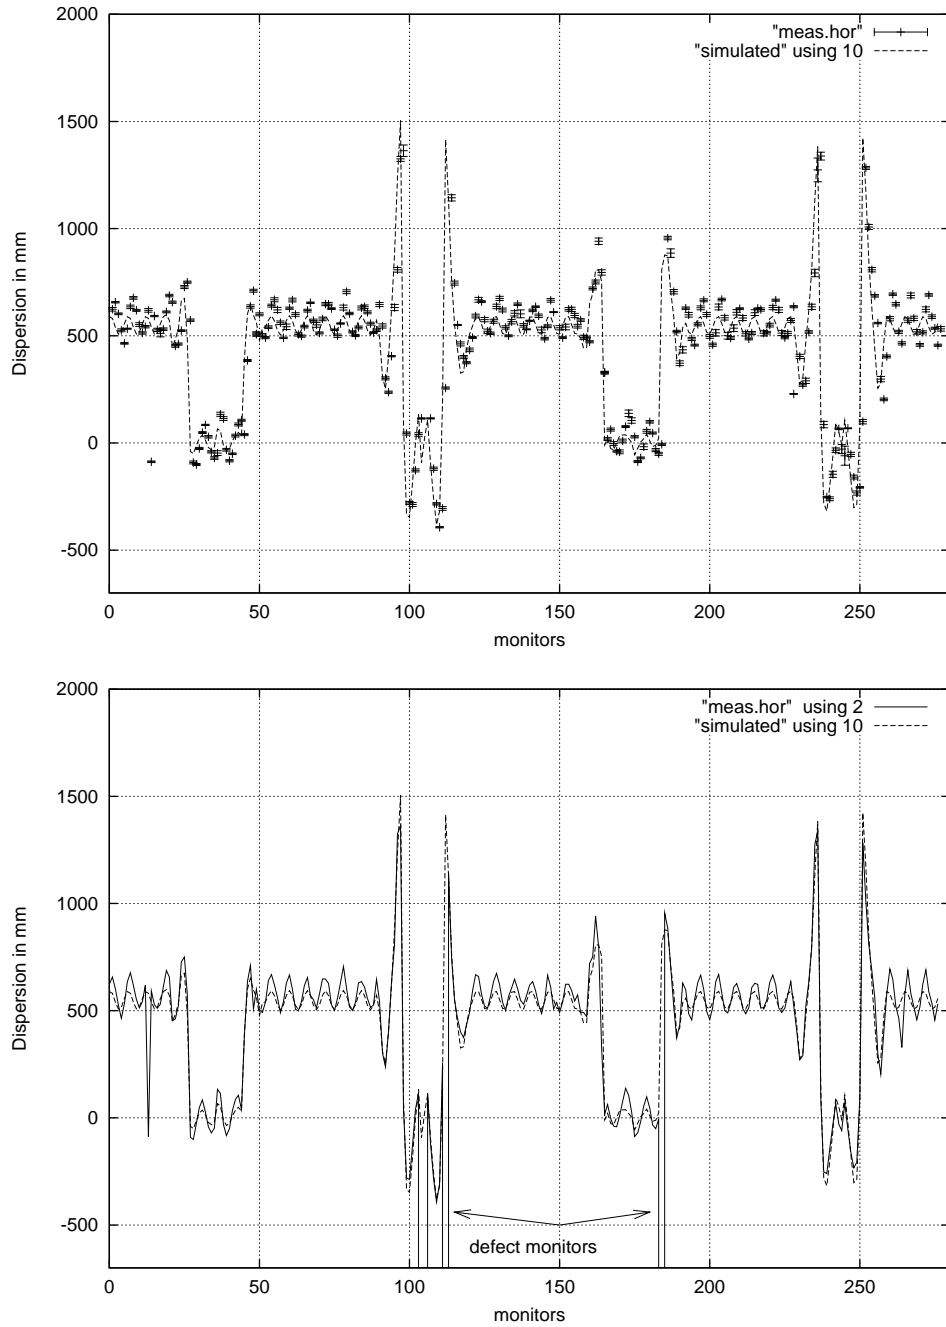 2000
1500
1000
500
0
-500
0 50 100 150 200 250
Dispersion in mm
monitors
"meas.hor"
"simulated" using 10
2000
1500
1000
500
0
-500
0 50 100 150 200 250
Dispersion in mm
monitors
"meas.hor"  using 2
"simulated" using 10
defect monitors